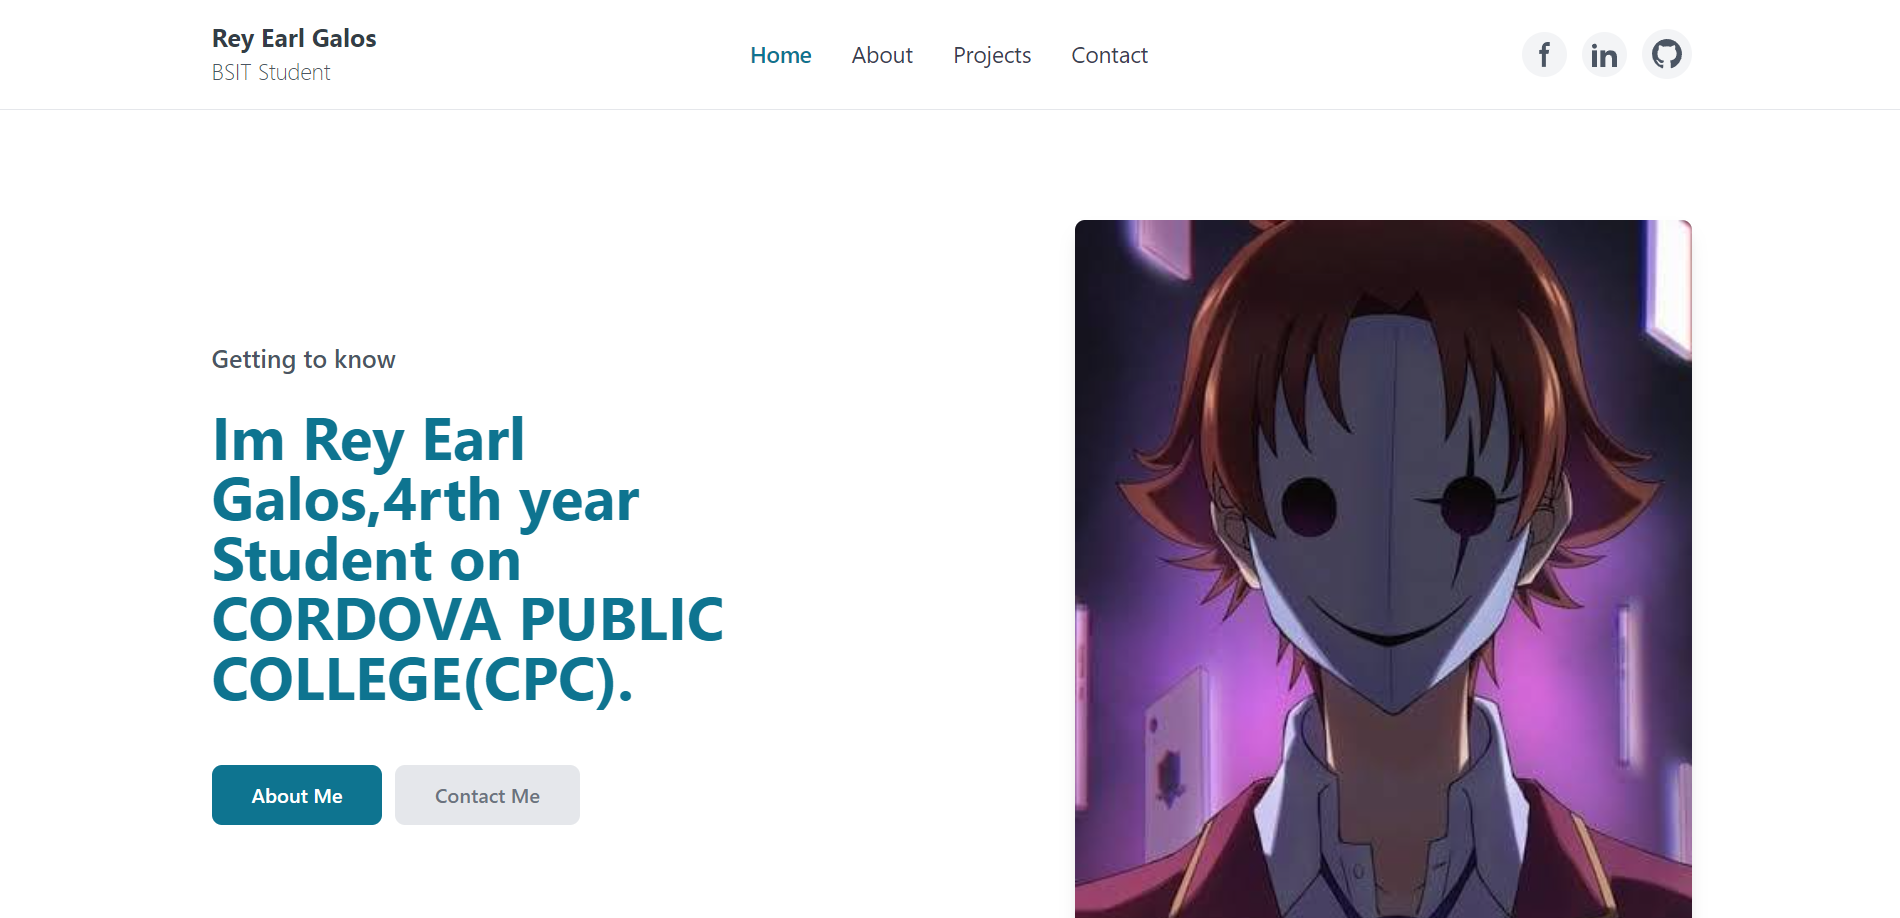 Rey Earl Galos
BSIT Student
Home About Projects Contact
Getting to know
Im Rey Earl
Galos,4rth year
Student on
CORDOVA PUBLIC
COLLEGE(CPC).
About Me Contact Me